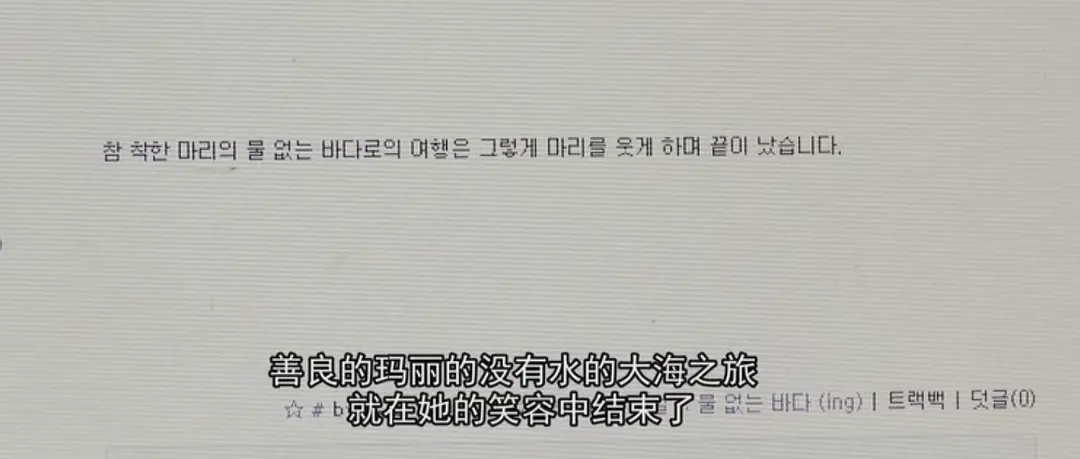 참 착한 마리의 물 없는 바다로의 여행은 그렇게 마리를 웃게 하며 끝이 났습니다.
善良的玛丽的没有水的大海之旅
就在她的笑容中结束了
☆ # b 물 없는 바다 (ing) | 트랙백 | 덧글(0)